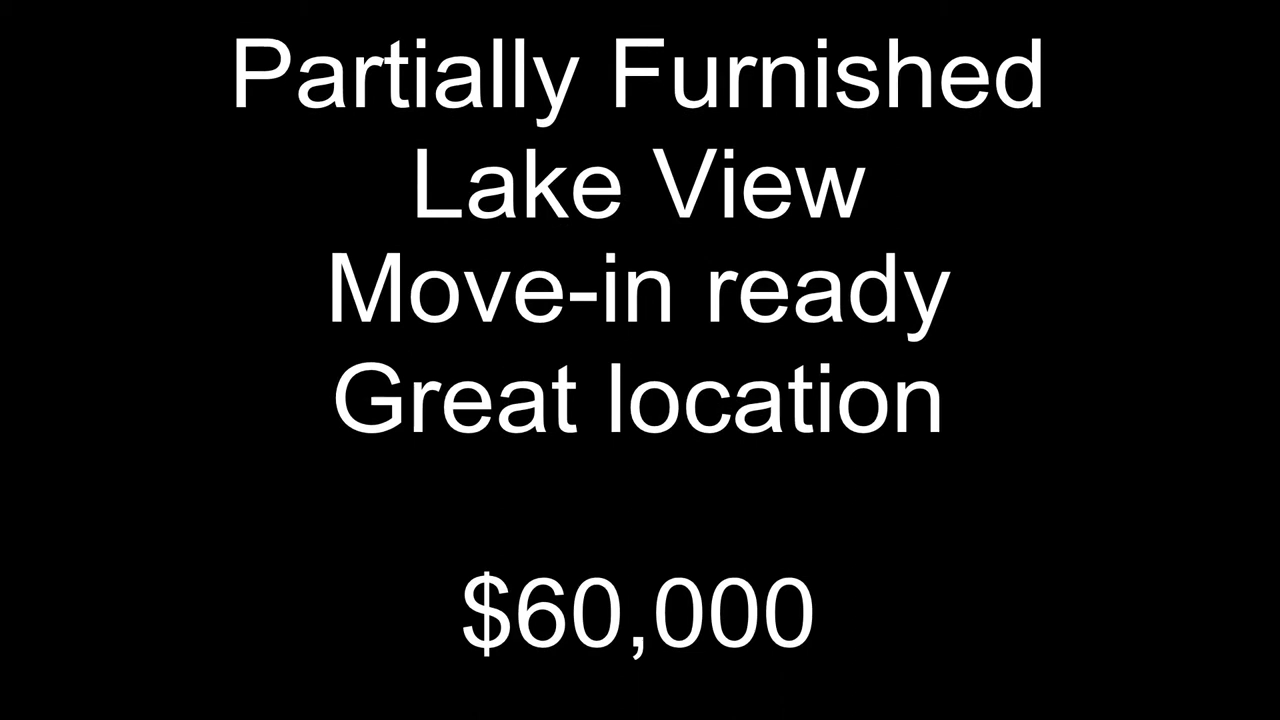 Partially Furnished
Lake View
Move-in ready
Great location
$60,000